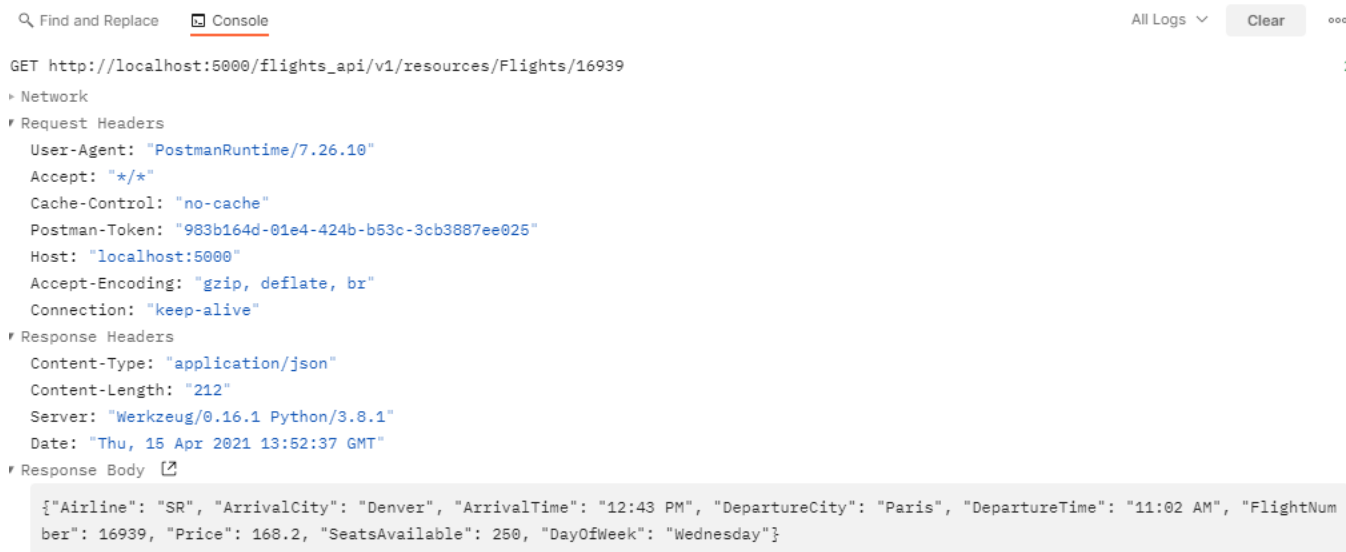 Find and Replace Console All Logs Clear
GET http://localhost:5000/flights_api/v1/resources/Flights/16939
Network
Request Headers
User-Agent: "PostmanRuntime/7.26.10"
Accept: "*/*"
Cache-Control: "no-cache"
Postman-Token: "983b164d-01e4-424b-b53c-3cb3887ee025"
Host: "localhost:5000"
Accept-Encoding: "gzip, deflate, br"
Connection: "keep-alive"
Response Headers
Content-Type: "application/json"
Content-Length: "212"
Server: "Werkzeug/0.16.1 Python/3.8.1"
Date: "Thu, 15 Apr 2021 13:52:37 GMT"
Response Body
{"Airline": "SR", "ArrivalCity": "Denver", "ArrivalTime": "12:43 PM", "DepartureCity": "Paris", "DepartureTime": "11:02 AM", "FlightNum
ber": 16939, "Price": 168.2, "SeatsAvailable": 250, "DayOfWeek": "Wednesday"}